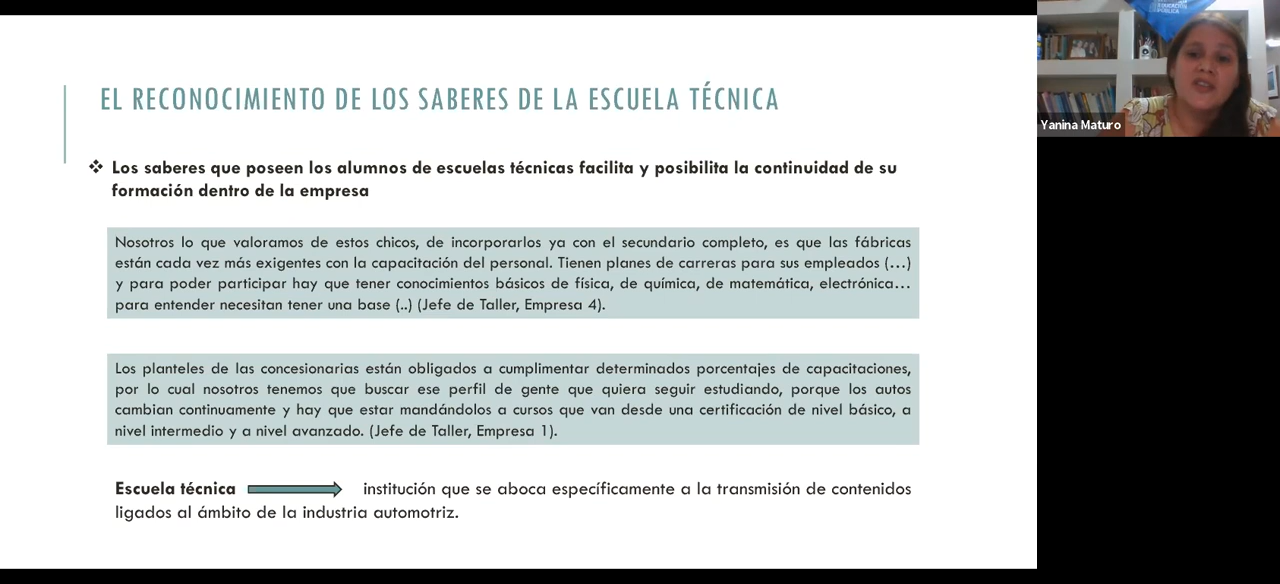 EL RECONOCIMIENTO DE LOS SABERES DE LA ESCUELA TÉCNICA
❖ Los saberes que poseen los alumnos de escuelas técnicas facilita y posibilita la continuidad de su
formación dentro de la empresa
Nosotros lo que valoramos de estos chicos, de incorporarlos ya con el secundario completo, es que las fábricas
están cada vez más exigentes con la capacitación del personal. Tienen planes de carreras para sus empleados (…)
y para poder participar hay que tener conocimientos básicos de física, de química, de matemática, electrónica…
para entender necesitan tener una base (..) (Jefe de Taller, Empresa 4).
Los planteles de las concesionarias están obligados a cumplimentar determinados porcentajes de capacitaciones,
por lo cual nosotros tenemos que buscar ese perfil de gente que quiera seguir estudiando, porque los autos
cambian continuamente y hay que estar mandándolos a cursos que van desde una certificación de nivel básico, a
nivel intermedio y a nivel avanzado. (Jefe de Taller, Empresa 1).
Escuela técnica institución que se aboca específicamente a la transmisión de contenidos
ligados al ámbito de la industria automotriz.
EDUCACIÓN
PÚBLICA
Yanina Maturo